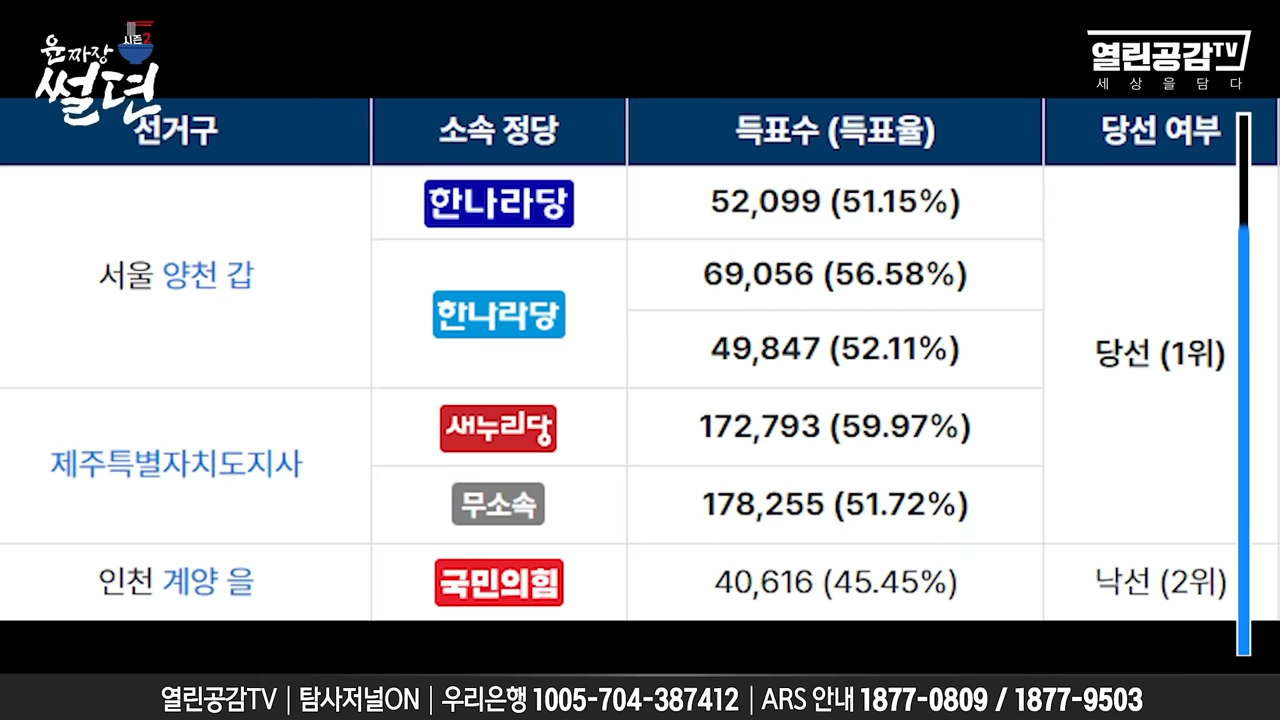 윤짜장
시즌2
썰뎐
열린공감TV
세상을담다
선거구 소속 정당 득표수 (득표율) 당선 여부
한나라당 52,099 (51.15%)
서울 양천 갑 69,056 (56.58%)
한나라당
49,847 (52.11%) 당선 (1위)
새누리당 172,793 (59.97%)
제주특별자치도지사
무소속 178,255 (51.72%)
인천 계양 을 국민의힘 40,616 (45.45%) 낙선 (2위)
열린공감TV | 탐사저널ON | 우리은행 1005-704-387412 | ARS 안내 1877-0809 / 1877-9503